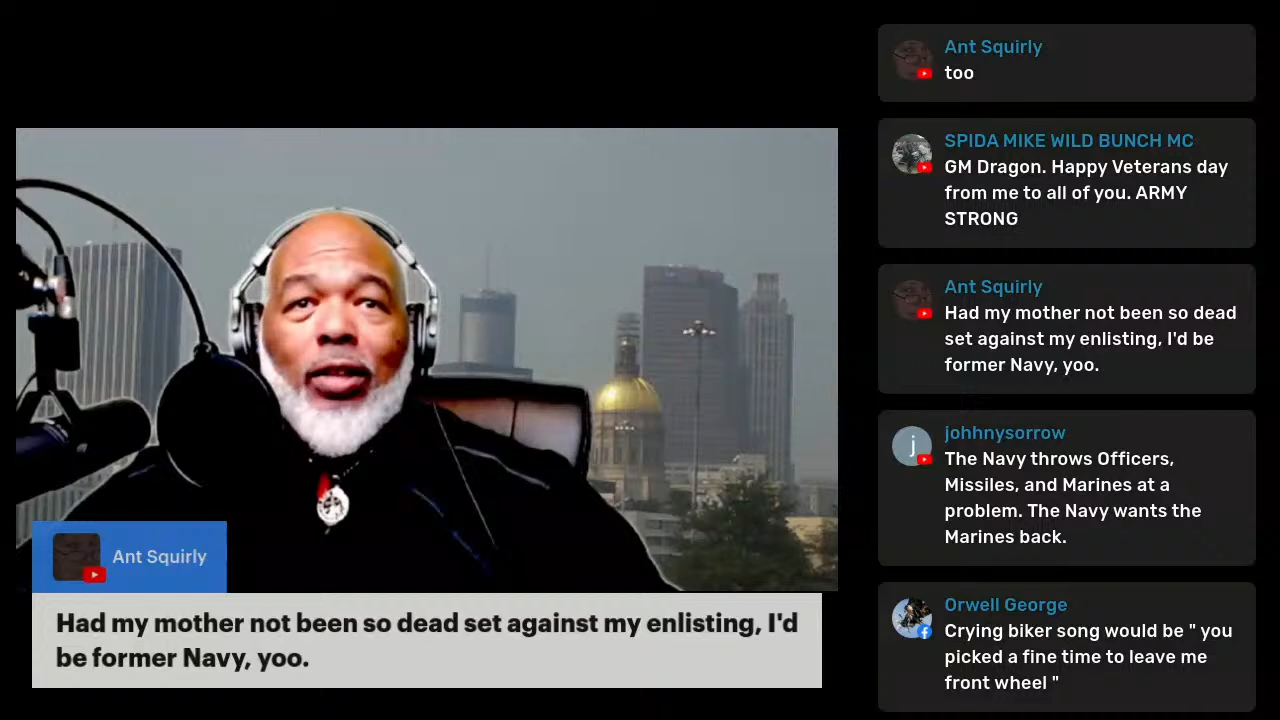 Ant Squirly
too
SPIDA MIKE WILD BUNCH MC
GM Dragon. Happy Veterans day
from me to all of you. ARMY
STRONG
Ant Squirly
Had my mother not been so dead
set against my enlisting, I'd be
former Navy, yoo.
johhnysorrow
j
The Navy throws Officers,
Missiles, and Marines at a
problem. The Navy wants the
Marines back.
Orwell George
Crying biker song would be " you
picked a fine time to leave me
front wheel "
Ant Squirly
Had my mother not been so dead set against my enlisting, I'd
be former Navy, yoo.